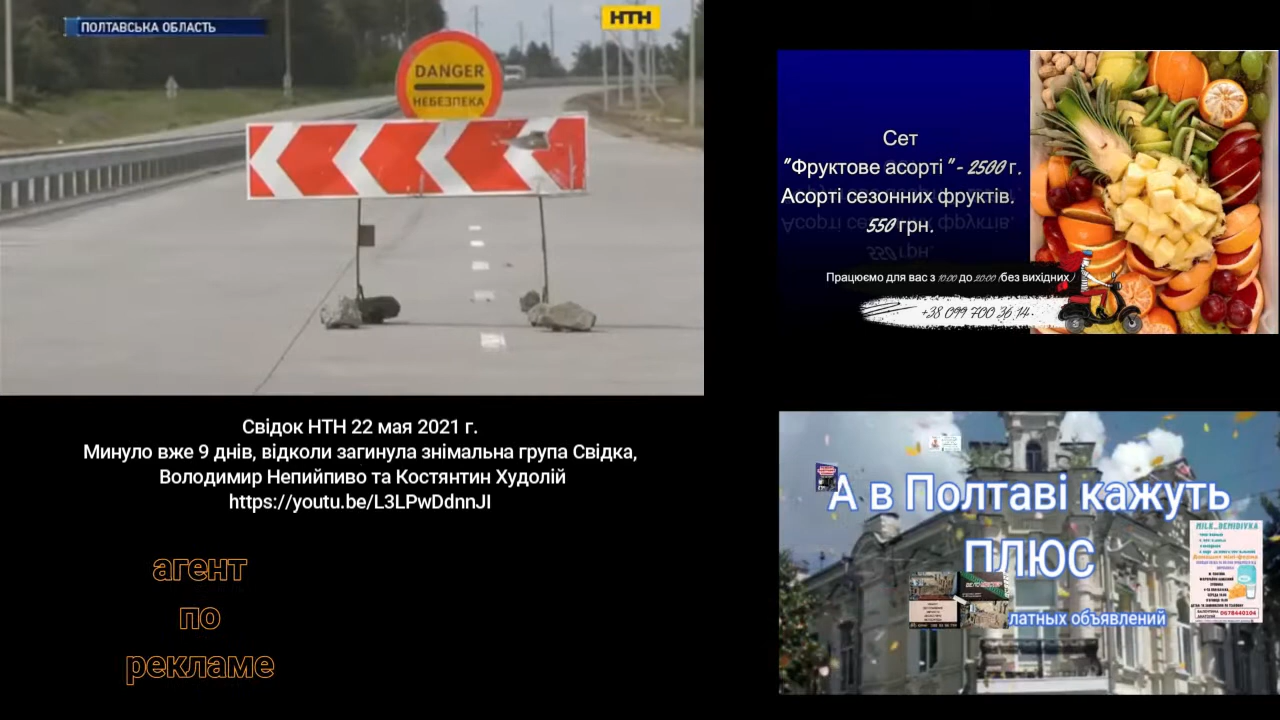 ПОЛТАВСЬКА ОБЛАСТЬ
НТН
DANGER
НЕБЕЗПЕКА
Свідок НТН 22 мая 2021 г.
Минуло вже 9 днів, відколи загинула знімальна група Свідка,
Володимир Непийпиво та Костянтин Худолій
https://youtu.be/L3LPwDdnnJI
агент
по
рекламе
Сет
"Фруктове асорті" - 2500 г.
Асорті сезонних фруктів.
550 грн.
Працюємо для вас з 10:00 до 20:00 (без вихідних)
+38 099 700 26 14
А в Полтаві кажуть
ПЛЮС
латных объявлений
MILK_DEMIDIVKA
0678440104